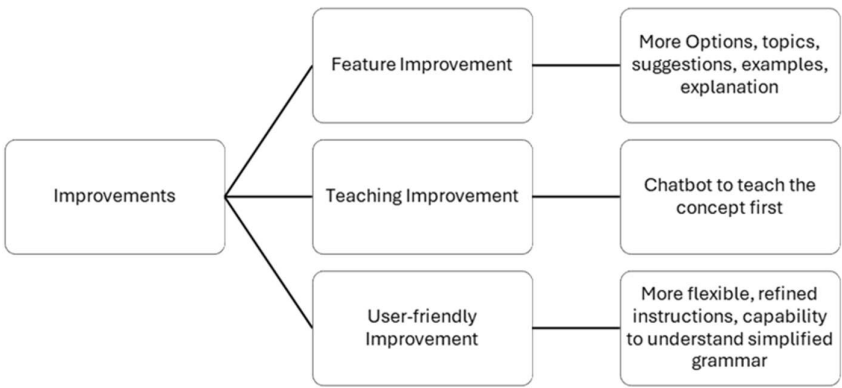 Improvements
Feature Improvement
More Options, topics,
suggestions, examples,
explanation
Teaching Improvement
Chatbot to teach the
concept first
User-friendly
Improvement
More flexible, refined
instructions, capability
to understand simplified
grammar